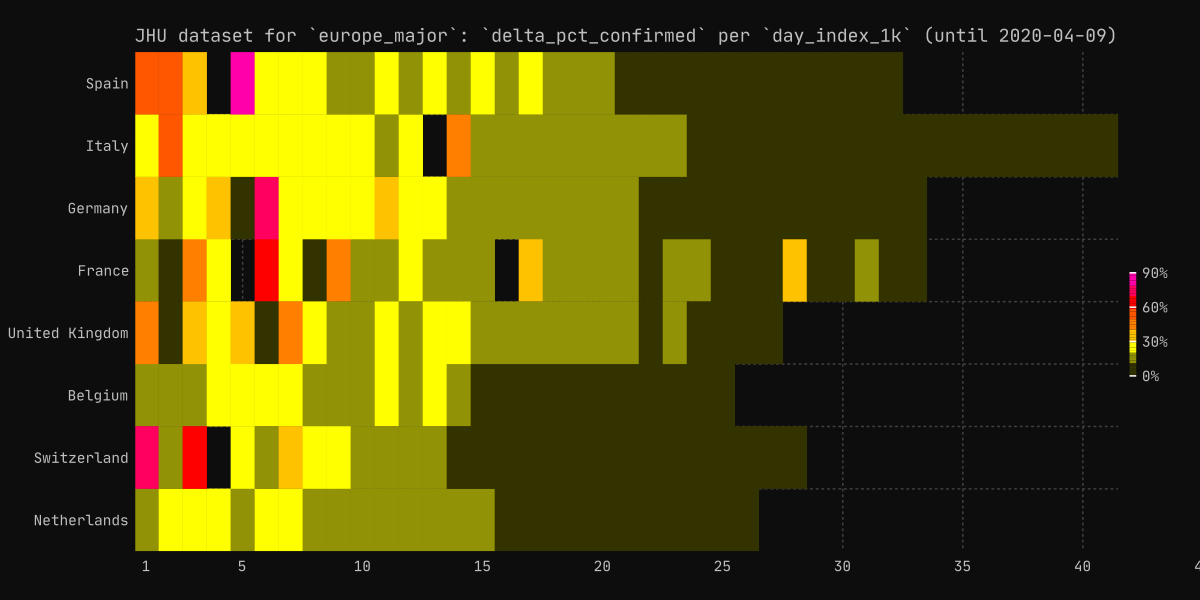 JHU dataset for `europe_major`: `delta_pct_confirmed` per `day_index_1k` (until 2020-04-09)
Spain
Italy
Germany
France
United Kingdom
Belgium
Switzerland
Netherlands
90%
60%
30%
0%
1 5 10 15 20 25 30 35 40 4